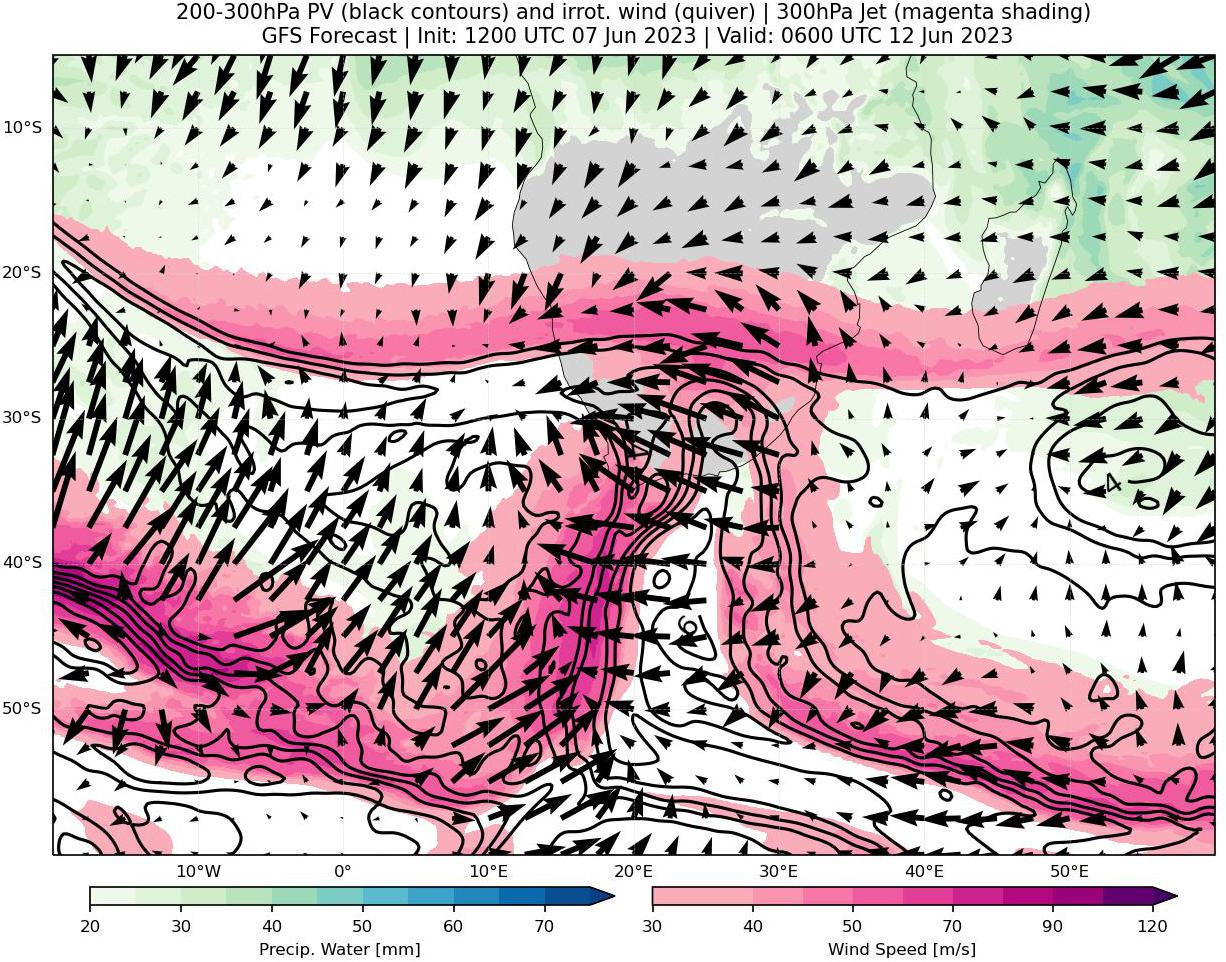 200-300hPa PV (black contours) and irrot. wind (quiver) | 300hPa Jet (magenta shading)
GFS Forecast | Init: 1200 UTC 07 Jun 2023 | Valid: 0600 UTC 12 Jun 2023
10°S
20°S
30°S
4
40°S
6
50°S
10°W 0° 10°E 20°E 30°E 40°E 50°E
20 30 40 50 60 70
Precip. Water [mm]
30 40 50 70 90 120
Wind Speed [m/s]